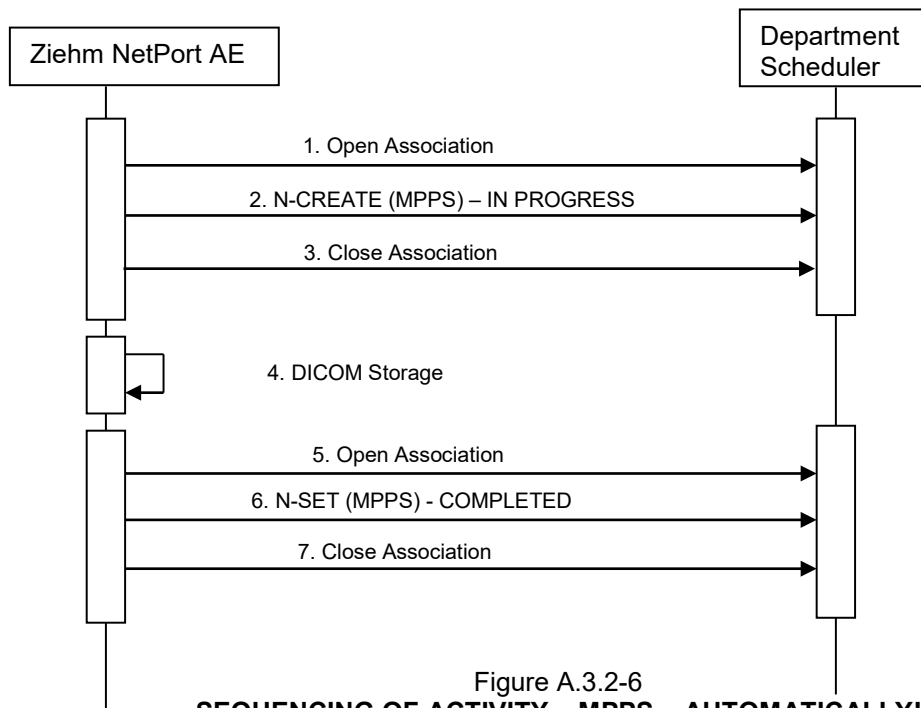 Ziehm NetPort AE
Department
Scheduler
1. Open Association
2. N-CREATE (MPPS) – IN PROGRESS
3. Close Association
4. DICOM Storage
5. Open Association
6. N-SET (MPPS) - COMPLETED
7. Close Association
Figure A.3.2-6